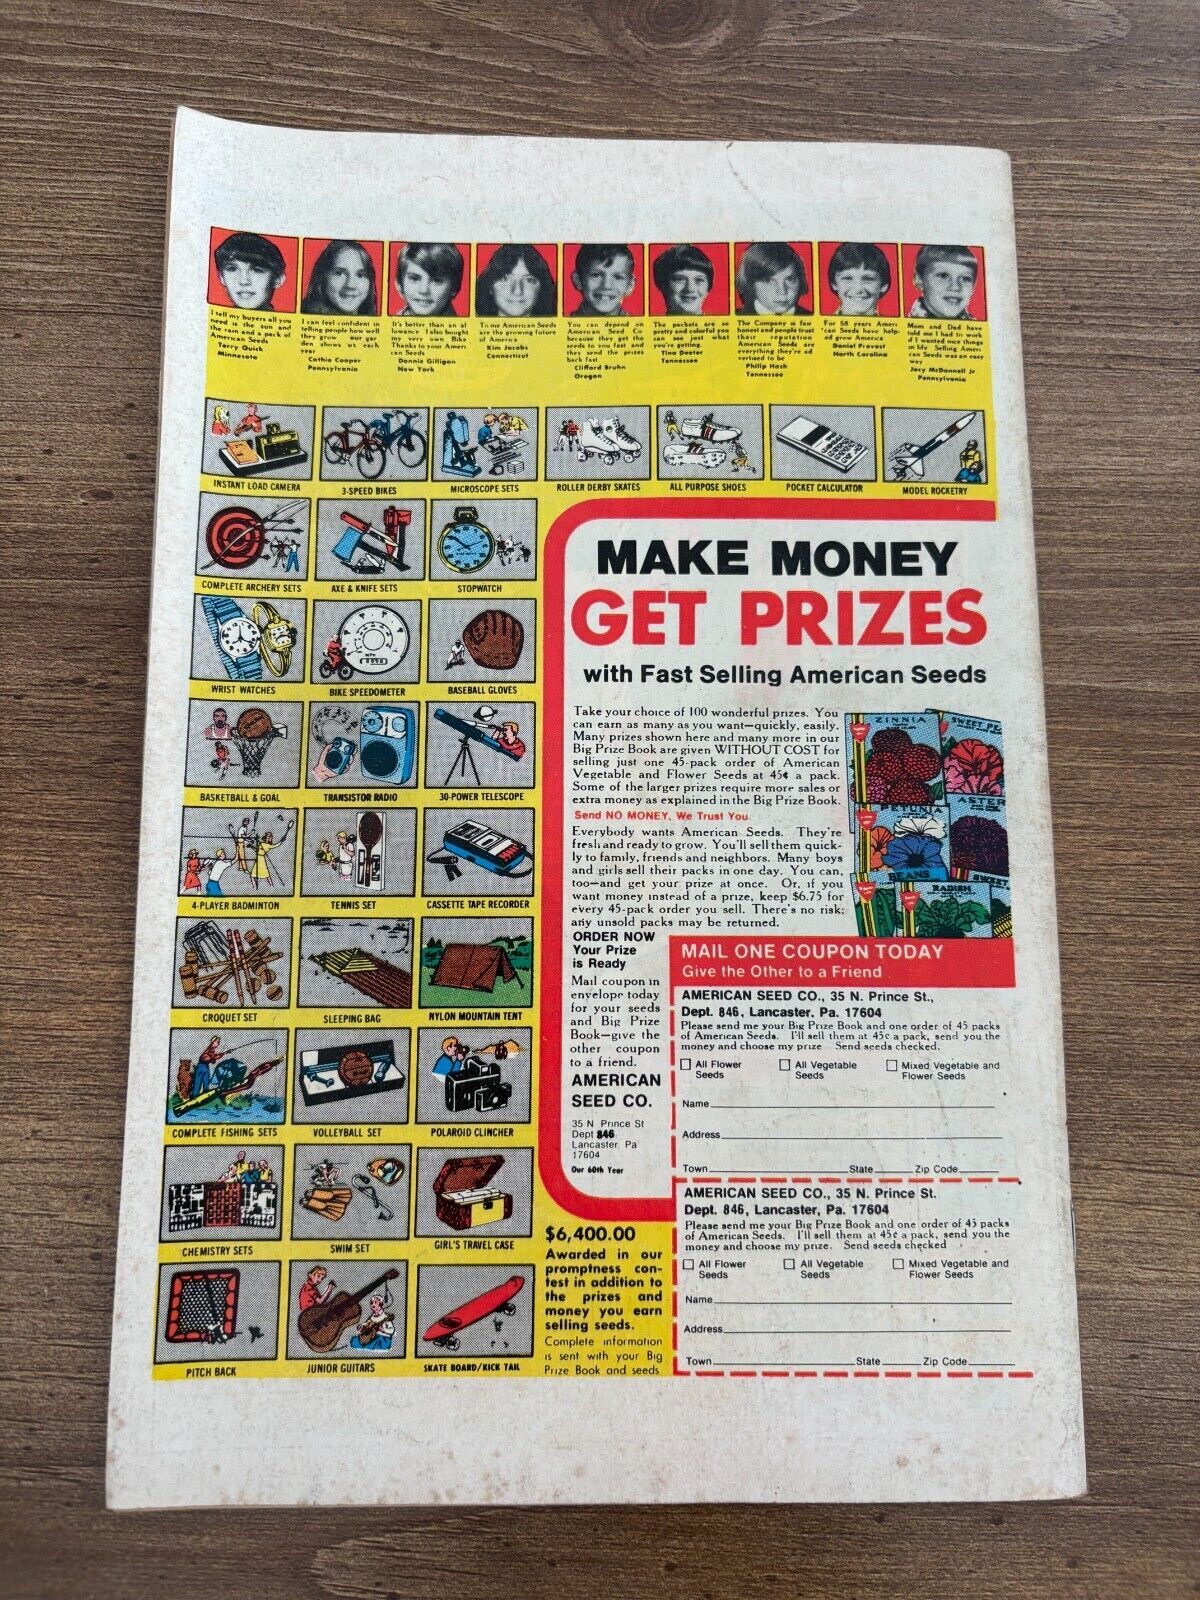 I tell my buyers all you
need is the sun and
the rain and a pack of
American Seeds
Terry Quick
Minnesota
I can feel confident in
telling people how well
they grow our gar
den shows us each
year
Cathie Cooper
Pennsylvania
It's better than an al
lowance I also bought
my very own Bike
Thanks to your Ameri
can Seeds
Donnie Gilligan
New York
To me American Seeds
are the growing future
of America
Kim Jacobs
Connecticut
You can depend on
American Seed Co
because they get the
seeds to you fast and
they send the prizes
back fast.
Clifford Bruhn
Oregon
The packets are so
pretty and colorful you
can see just what
you're getting.
Tina Doster
Tennessee
The Company is fair
honest and people trust
their reputation
American Seeds are
everything they're ad
vertised to be
Philip Hash
Tennessee
For 58 years Ameri
can Seeds have help-
ed grow America
Daniel Provost
North Carolina
Mom and Dad have
told me I had to work
if I wanted nice things
in life Selling Ameri
can Seeds was an easy
way
Jacy McDonnell Jr
Pennsylvania
INSTANT LOAD CAMERA
3-SPEED BIKES
MICROSCOPE SETS
ROLLER DERBY SKATES
ALL PURPOSE SHOES
POCKET CALCULATOR
MODEL ROCKETRY
COMPLETE ARCHERY SETS
AXE & KNIFE SETS
STOPWATCH
WRIST WATCHES
BIKE SPEEDOMETER
BASEBALL GLOVES
BASKETBALL & GOAL
TRANSISTOR RADIO
30-POWER TELESCOPE
4-PLAYER BADMINTON
TENNIS SET
CASSETTE TAPE RECORDER
CROQUET SET
SLEEPING BAG
NYLON MOUNTAIN TENT
COMPLETE FISHING SETS
VOLLEYBALL SET
POLAROID CLINCHER
CHEMISTRY SETS
SWIM SET
GIRL'S TRAVEL CASE
PITCH BACK
JUNIOR GUITARS
SKATE BOARD/KICK TAIL
MAKE MONEY
GET PRIZES
with Fast Selling American Seeds
Take your choice of 100 wonderful prizes. You
can earn as many as you want—quickly, easily.
Many prizes shown here and many more in our
Big Prize Book are given WITHOUT COST for
selling just one 45-pack order of American
Vegetable and Flower Seeds at 45¢ a pack.
Some of the larger prizes require more sales or
extra money as explained in the Big Prize Book.
Send NO MONEY, We Trust You
Everybody wants American Seeds. They're
fresh and ready to grow. You'll sell them quick-
ly to family, friends and neighbors. Many boys
and girls sell their packs in one day. You can,
too—and get your prize at once. Or, if you
want money instead of a prize, keep $6.75 for
every 45-pack order you sell. There's no risk;
any unsold packs may be returned.
ZINNIA
SWEET PE
PETUNIA
ASTER
BEANS
RADISH
SWEET
ORDER NOW
Your Prize
is Ready
Mail coupon in
envelope today
for your seeds
and Big Prize
Book—give the
other coupon
to a friend.
AMERICAN
SEED CO.
35 N Prince St
Dept 846
Lancaster Pa
17604
Our 60th Year
MAIL ONE COUPON TODAY
Give the Other to a Friend
AMERICAN SEED CO., 35 N. Prince St.,
Dept. 846, Lancaster, Pa. 17604
Please send me your Big Prize Book and one order of 45 packs
of American Seeds. I'll sell them at 45¢ a pack, send you the
money and choose my prize Send seeds checked.
All Flower
Seeds
All Vegetable
Seeds
Mixed Vegetable and
Flower Seeds
Name
Address
Town State Zip Code
AMERICAN SEED CO., 35 N. Prince St.
Dept. 846, Lancaster, Pa. 17604
Please send me your Big Prize Book and one order of 45 packs
of American Seeds. I'll sell them at 45¢ a pack, send you the
money and choose my prize. Send seeds checked
All Flower
Seeds
All Vegetable
Seeds
Mixed Vegetable and
Flower Seeds
Name
Address
Town State Zip Code
$6,400.00
Awarded in our
promptness con-
test in addition to
the prizes and
money you earn
selling seeds.
Complete information
is sent with your Big
Prize Book and seeds